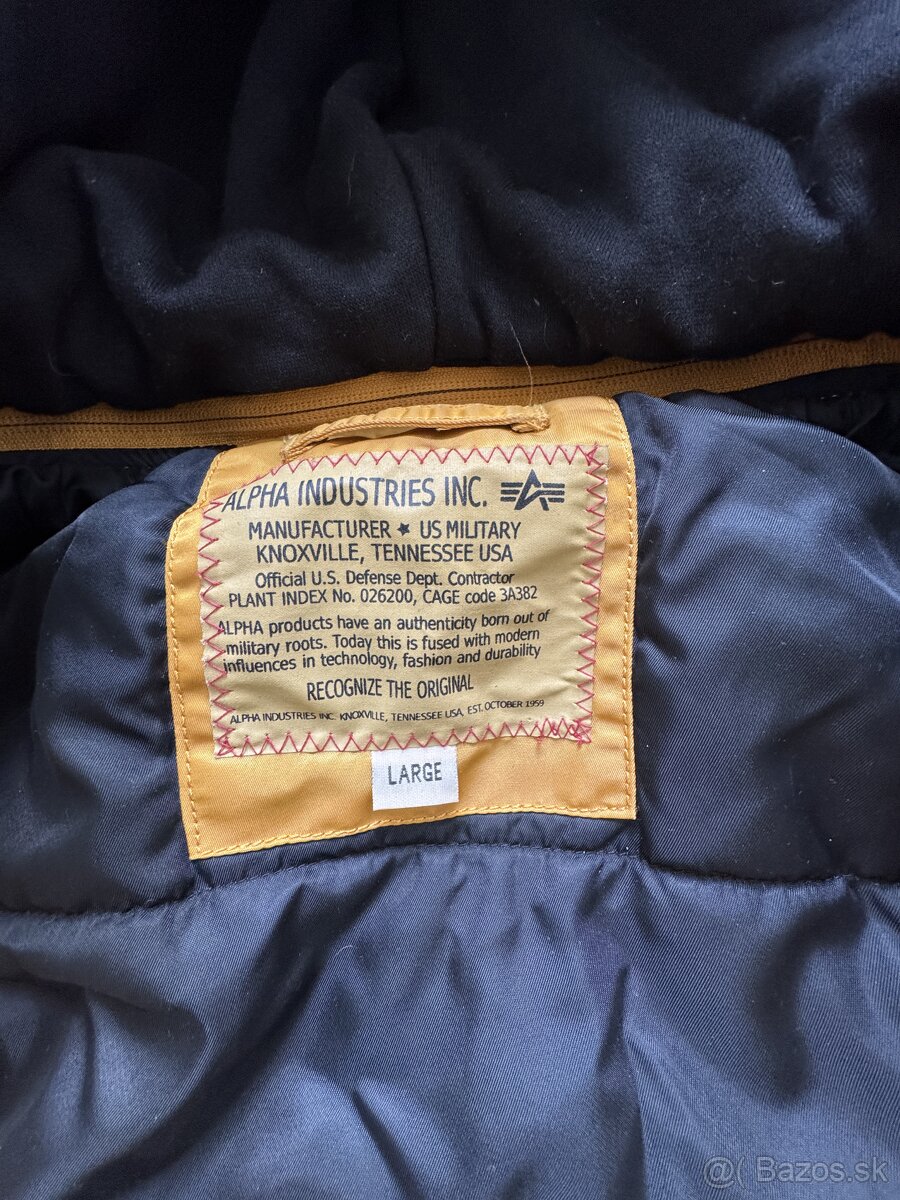 ALPHA INDUSTRIES INC.
MANUFACTURER ★ US MILITARY
KNOXVILLE, TENNESSEE USA
Official U.S. Defense Dept. Contractor
PLANT INDEX No. 026200, CAGE code 3A382
ALPHA products have an authenticity born out of
military roots. Today this is fused with modern
influences in technology, fashion and durability
RECOGNIZE THE ORIGINAL
ALPHA INDUSTRIES INC. KNOXVILLE, TENNESSEE USA, EST. OCTOBER 1959
LARGE
@( Bazos.sk